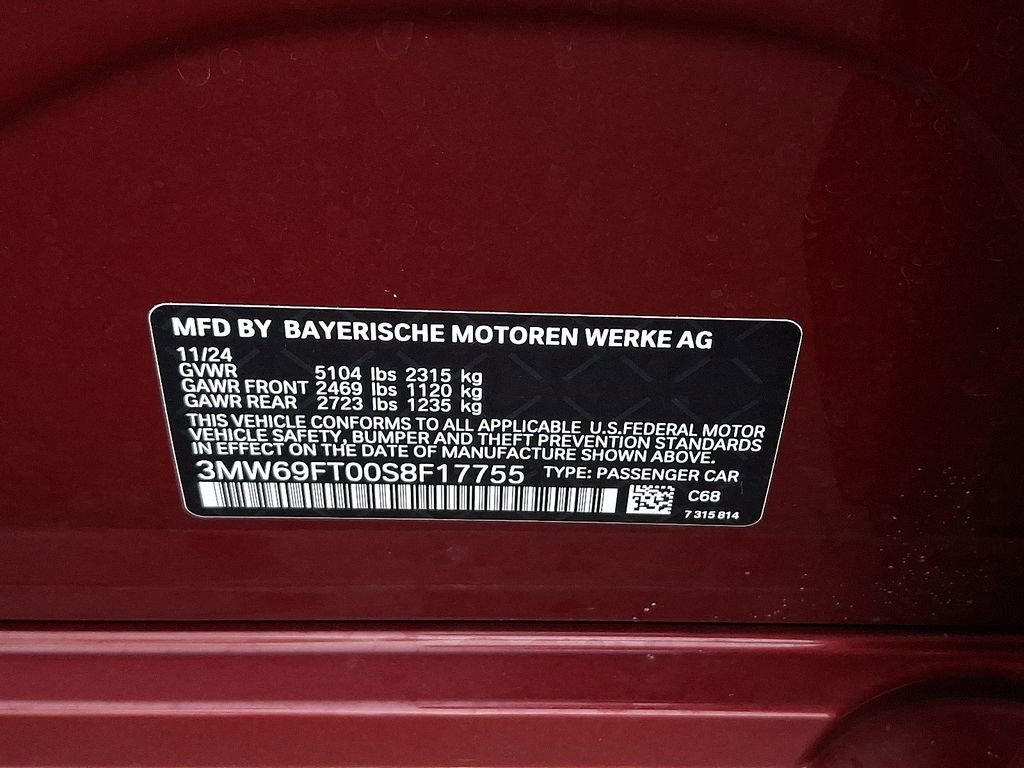 MFD BY BAYERISCHE MOTOREN WERKE AG
11/24
GVWR 5104 lbs 2315 kg
GAWR FRONT 2469 lbs 1120 kg
GAWR REAR 2723 lbs 1235 kg
THIS VEHICLE CONFORMS TO ALL APPLICABLE U.S.FEDERAL MOTOR
VEHICLE SAFETY, BUMPER AND THEFT PREVENTION STANDARDS
IN EFFECT ON THE DATE OF MANUFACTURE SHOWN ABOVE.
3MW69FT00S8F17755 TYPE: PASSENGER CAR
C68
7 315 814